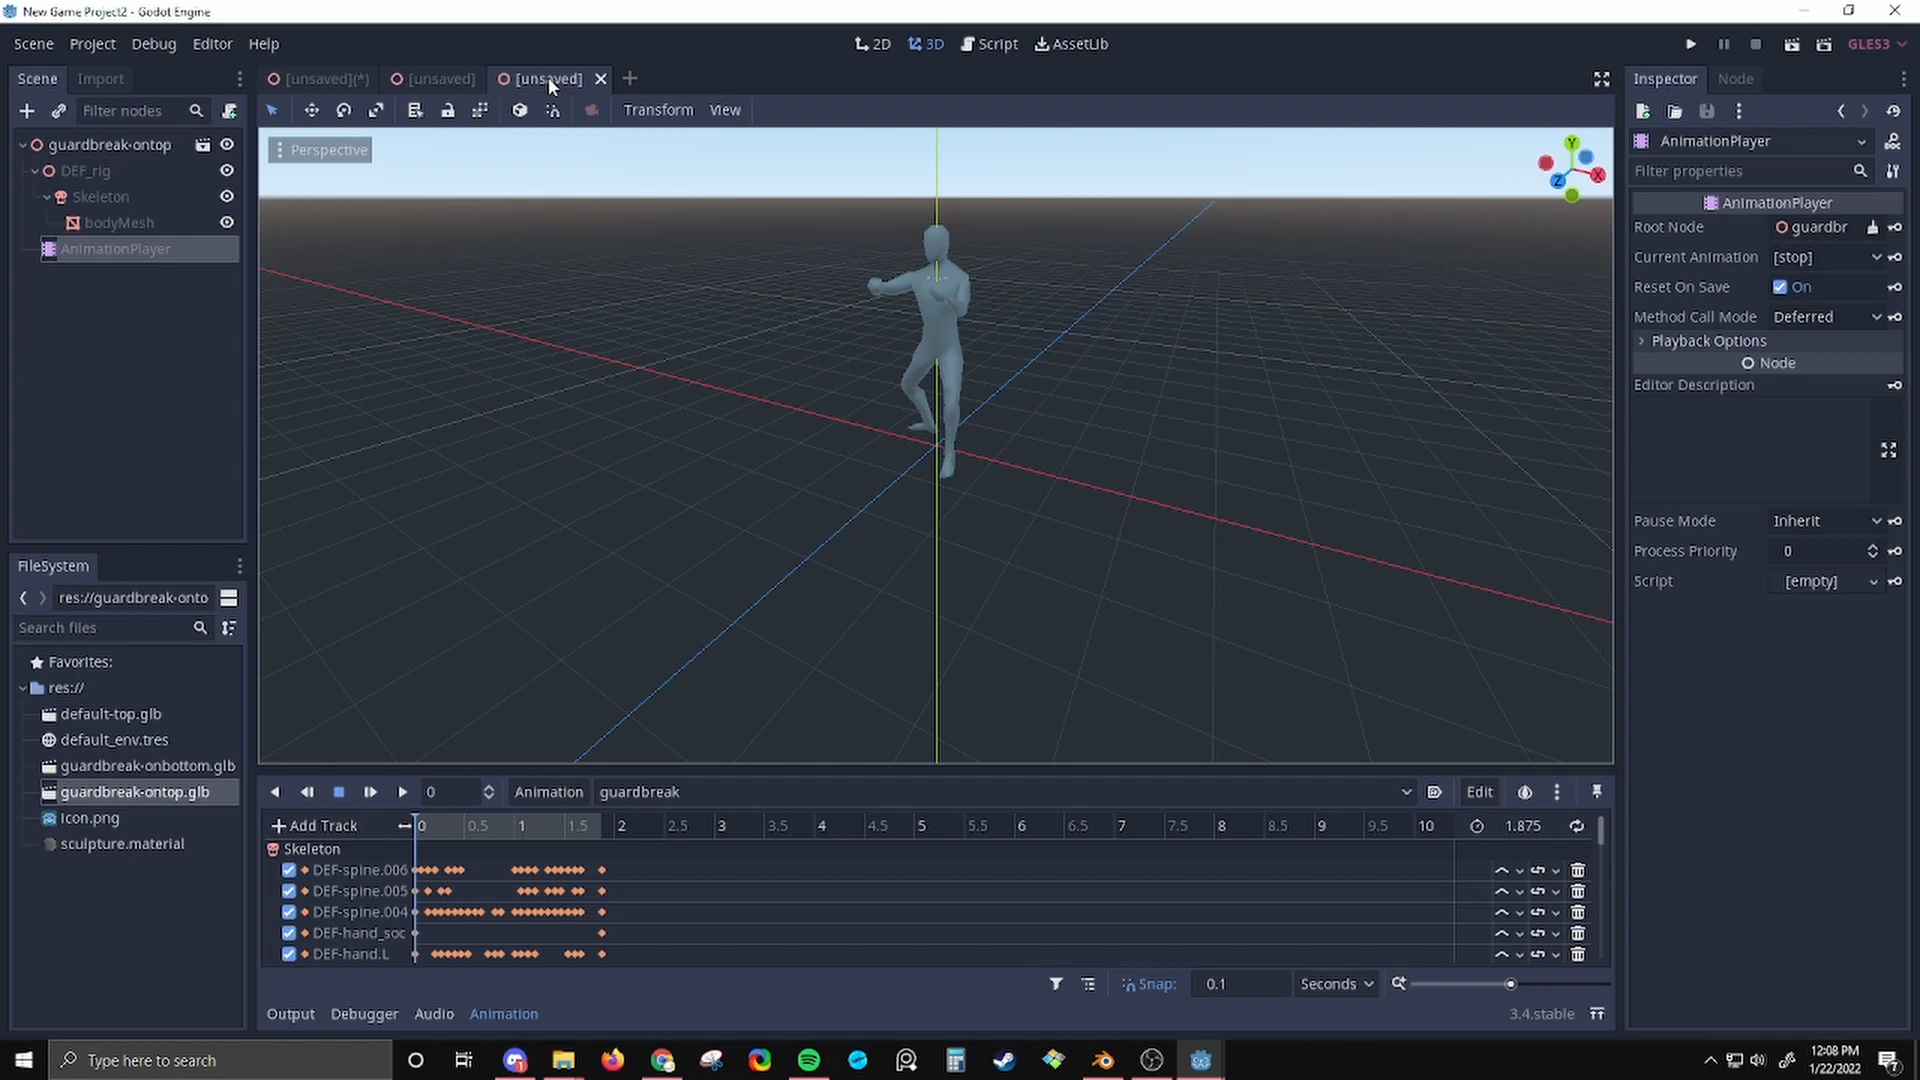 New Game Project2 - Godot Engine
Scene Project Debug Editor Help
2D 3D Script AssetLib
GLES3
Scene Import
[unsaved](*) [unsaved] [unsaved]
Inspector Node
Filter nodes
Transform View
guardbreak-ontop
DEF_rig
Skeleton
bodyMesh
AnimationPlayer
Perspective
Y
X
Z
AnimationPlayer
Filter properties
AnimationPlayer
Root Node guardbr
Current Animation [stop]
Reset On Save On
Method Call Mode Deferred
Playback Options
Node
Editor Description
Pause Mode Inherit
Process Priority 0
Script [empty]
FileSystem
res://guardbreak-onto
Search files
Favorites:
res://
default-top.glb
default_env.tres
guardbreak-onbottom.glb
guardbreak-ontop.glb
icon.png
sculpture.material
0 Animation guardbreak Edit
Add Track 0 0.5 1 1.5 2 2.5 3 3.5 4 4.5 5 5.5 6 6.5 7 7.5 8 8.5 9 9.5 10 1.875
Skeleton
DEF-spine.006
DEF-spine.005
DEF-spine.004
DEF-hand_soc
DEF-hand.L
Snap: 0.1 Seconds
Output Debugger Audio Animation 3.4.stable
Type here to search
12:08 PM
1/22/2022